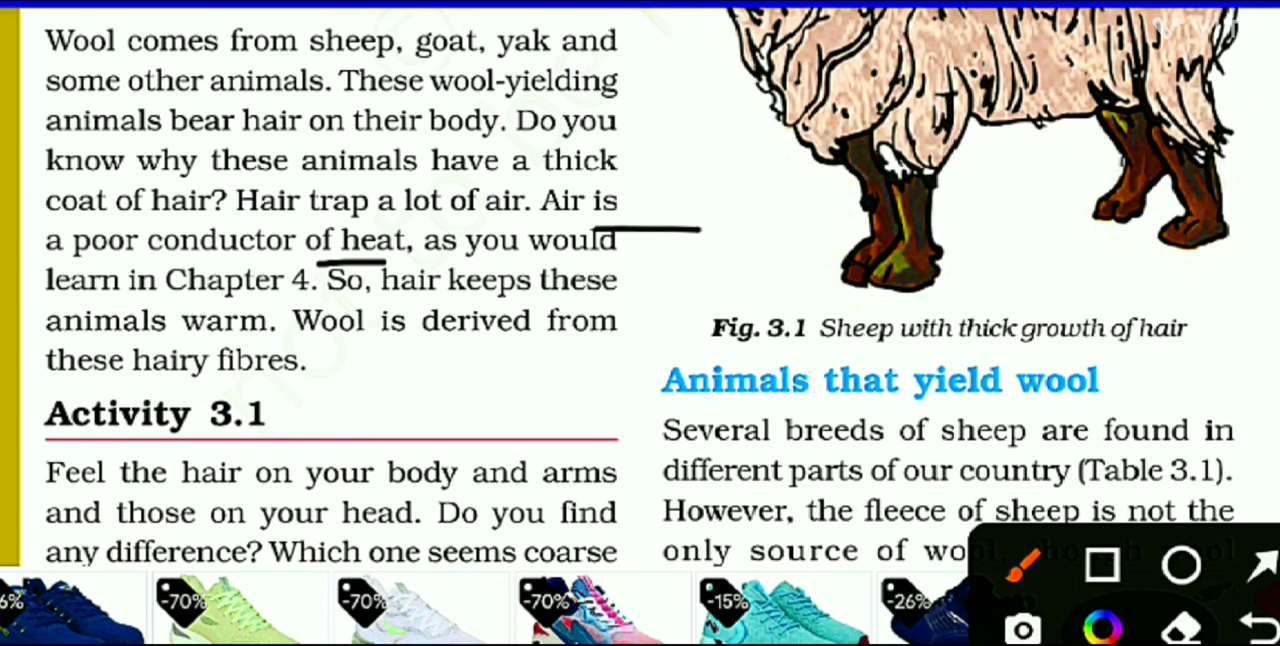 Wool comes from sheep, goat, yak and
some other animals. These wool-yielding
animals bear hair on their body. Do you
know why these animals have a thick
coat of hair? Hair trap a lot of air. Air is
a poor conductor of heat, as you would
learn in Chapter 4. So, hair keeps these
animals warm. Wool is derived from
these hairy fibres.
Activity 3.1
Feel the hair on your body and arms
and those on your head. Do you find
any difference? Which one seems coarse
Fig. 3.1 Sheep with thick growth of hair
Animals that yield wool
Several breeds of sheep are found in
different parts of our country (Table 3.1).
However, the fleece of sheep is not the
only source of wool, though wool
6% -70% -70% -70% -15% -26%